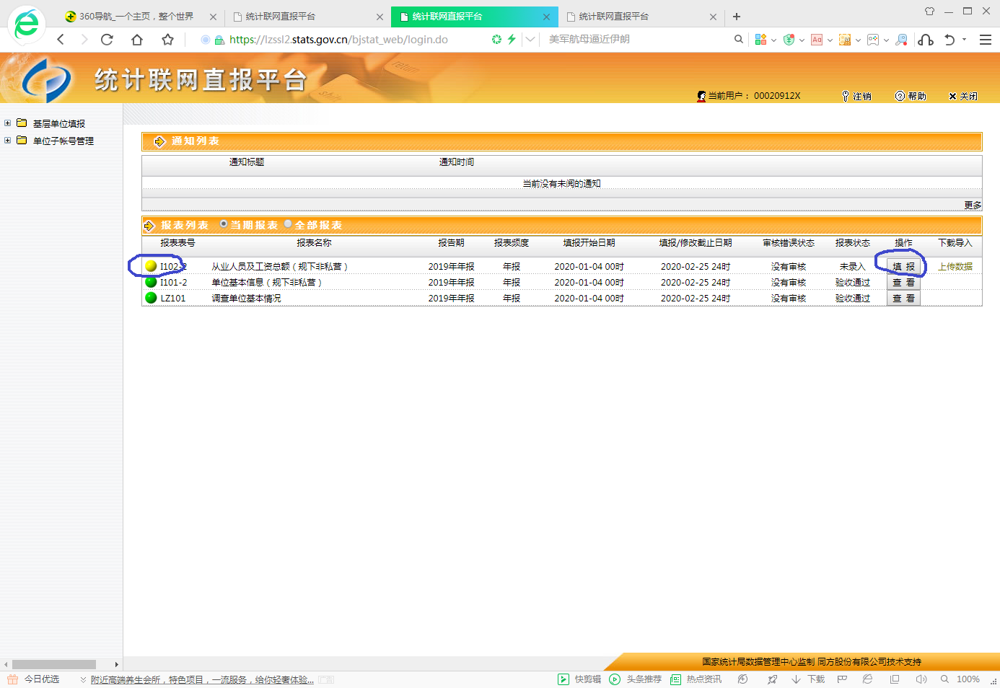 360导航_一个主页，整个世界
统计联网直报平台
统计联网直报平台
统计联网直报平台
https://lzssl2.stats.gov.cn/bjstat_web/login.do
美军航母逼近伊朗
统计联网直报平台
当前用户： 00020912X
注销
帮助
关闭
基层单位填报
单位子帐号管理
通知列表
通知标题 通知时间
当前没有未阅的通知
更多
报表列表 当期报表 全部报表
报表表号 报表名称 报告期 报表频度 填报开始日期 填报/修改截止日期 审核错误状态 报表状态 操作 下载导入
I102-2 从业人员及工资总额（规下非私营） 2019年年报 年报 2020-01-04 00时 2020-02-25 24时 没有审核 未录入 填 报 上传数据
I101-2 单位基本信息（规下非私营） 2019年年报 年报 2020-01-04 00时 2020-02-25 24时 没有审核 验收通过 查 看
LZ101 调查单位基本情况 2019年年报 年报 2020-01-04 00时 2020-02-25 24时 没有审核 验收通过 查 看
国家统计局数据管理中心监制 同方股份有限公司技术支持
今日优选 附近高端养生会所，特色项目，一流服务，给你轻奢体验... 广告 快剪辑 头条推荐 热点资讯 下载 100%